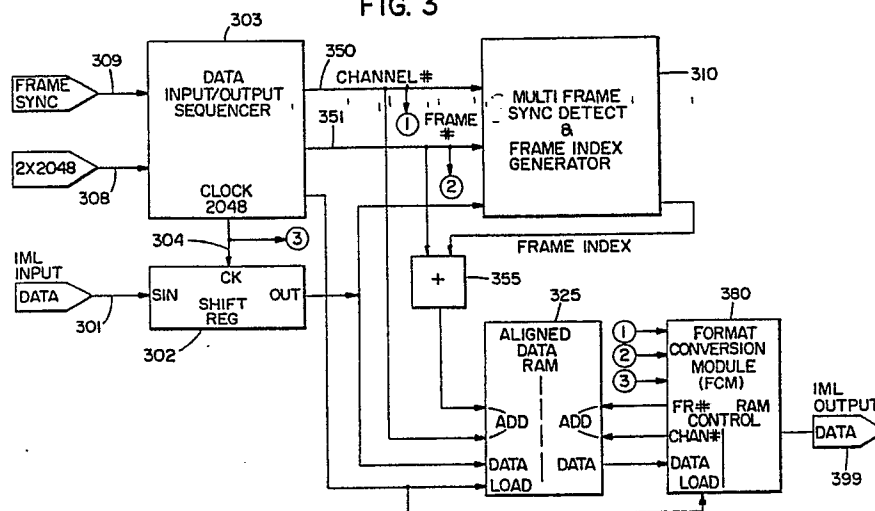 FIG. 3
303
309
FRAME
SYNC
DATA
INPUT/OUTPUT
SEQUENCER
350
CHANNEL #
1
351
FRAME
#
2
MULTI FRAME
SYNC DETECT
&
FRAME INDEX
GENERATOR
310
2X2048
308
CLOCK
2048
304
3
FRAME INDEX
IML
INPUT
DATA
301
CK
SIN
OUT
SHIFT
REG
302
+
355
325
ALIGNED
DATA
RAM
ADD
ADD
DATA
DATA
LOAD
380
1
2
3
FORMAT
CONVERSION
MODULE
(FCM)
FR# RAM
CONTROL
CHAN#
DATA
LOAD
IML
OUTPUT
DATA
399